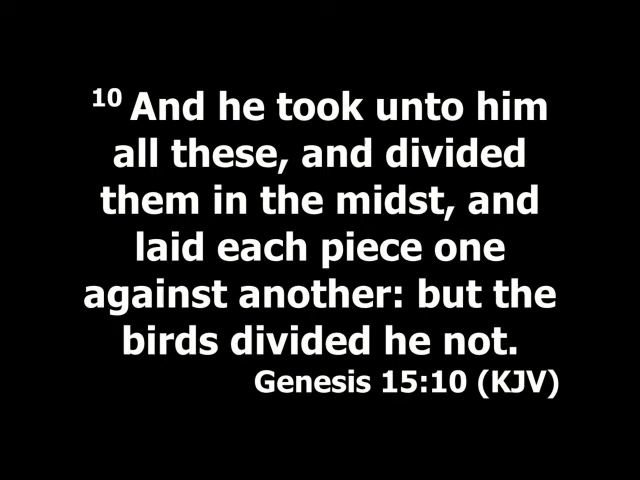 10 And he took unto him
all these, and divided
them in the midst, and
laid each piece one
against another: but the
birds divided he not.
Genesis 15:10 (KJV)